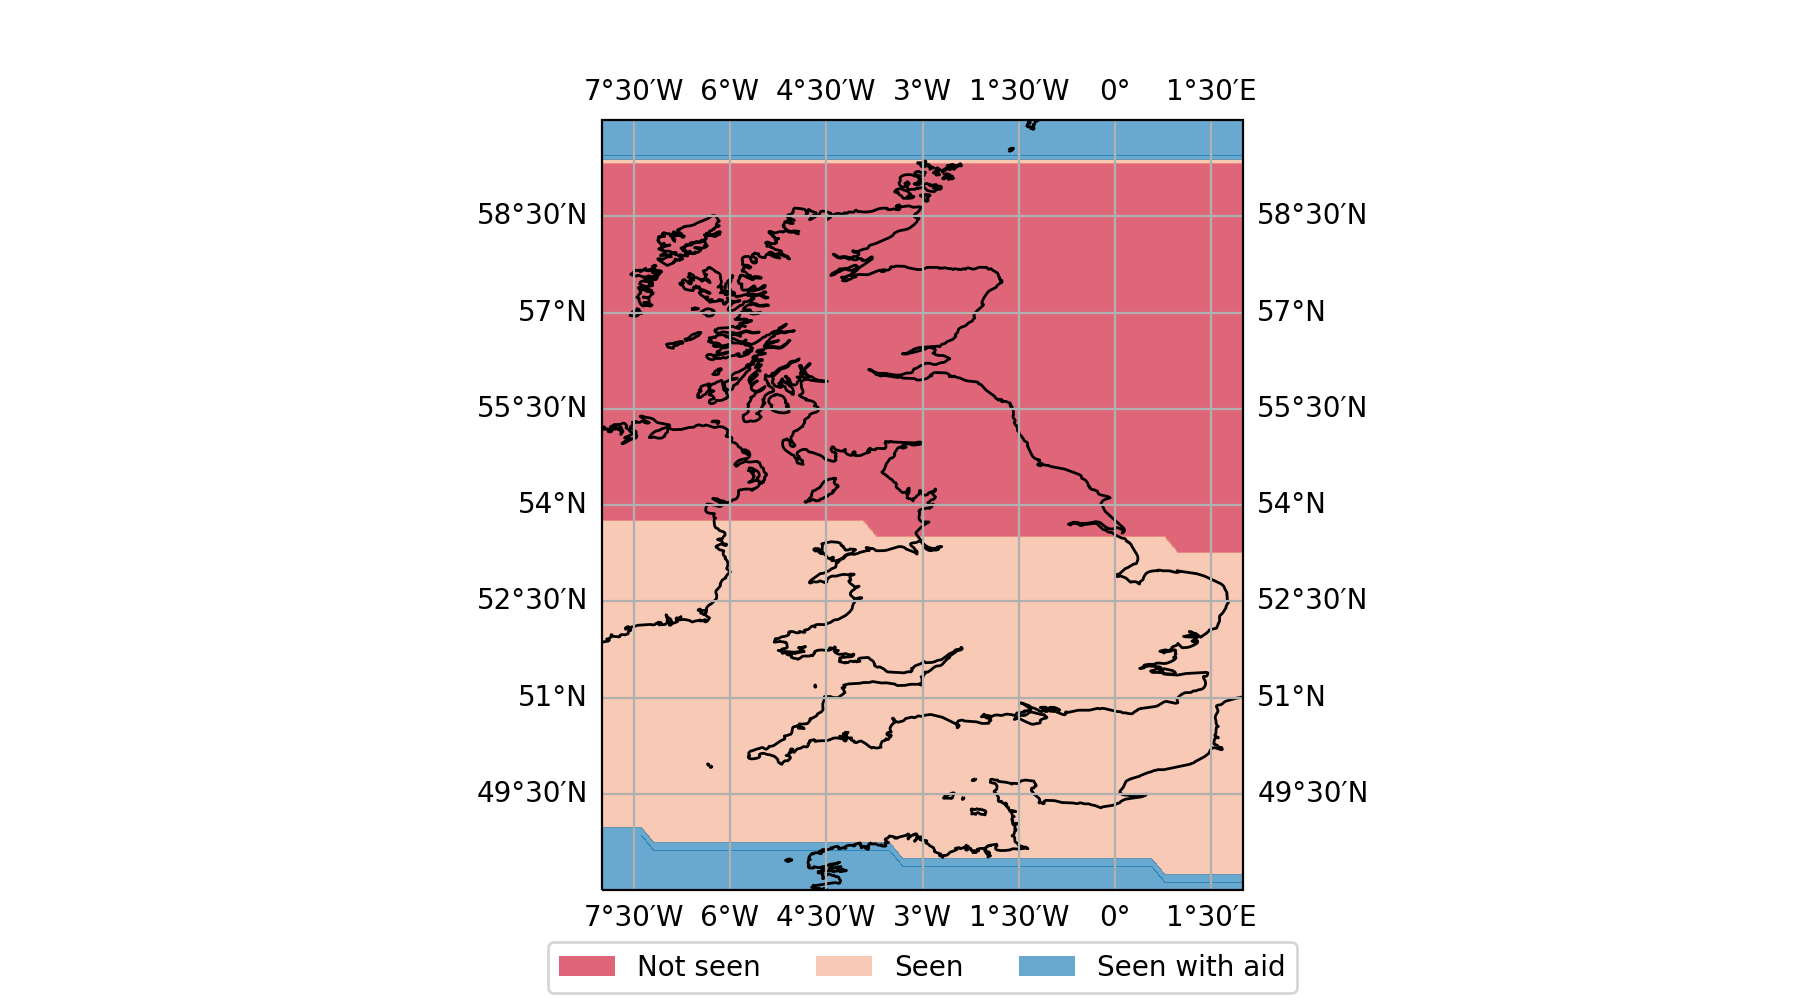 7°30′W 6°W 4°30′W 3°W 1°30′W 0° 1°30′E
58°30′N 58°30′N
57°N 57°N
55°30′N 55°30′N
54°N 54°N
52°30′N 52°30′N
51°N 51°N
49°30′N 49°30′N
7°30′W 6°W 4°30′W 3°W 1°30′W 0° 1°30′E
Not seen Seen Seen with aid